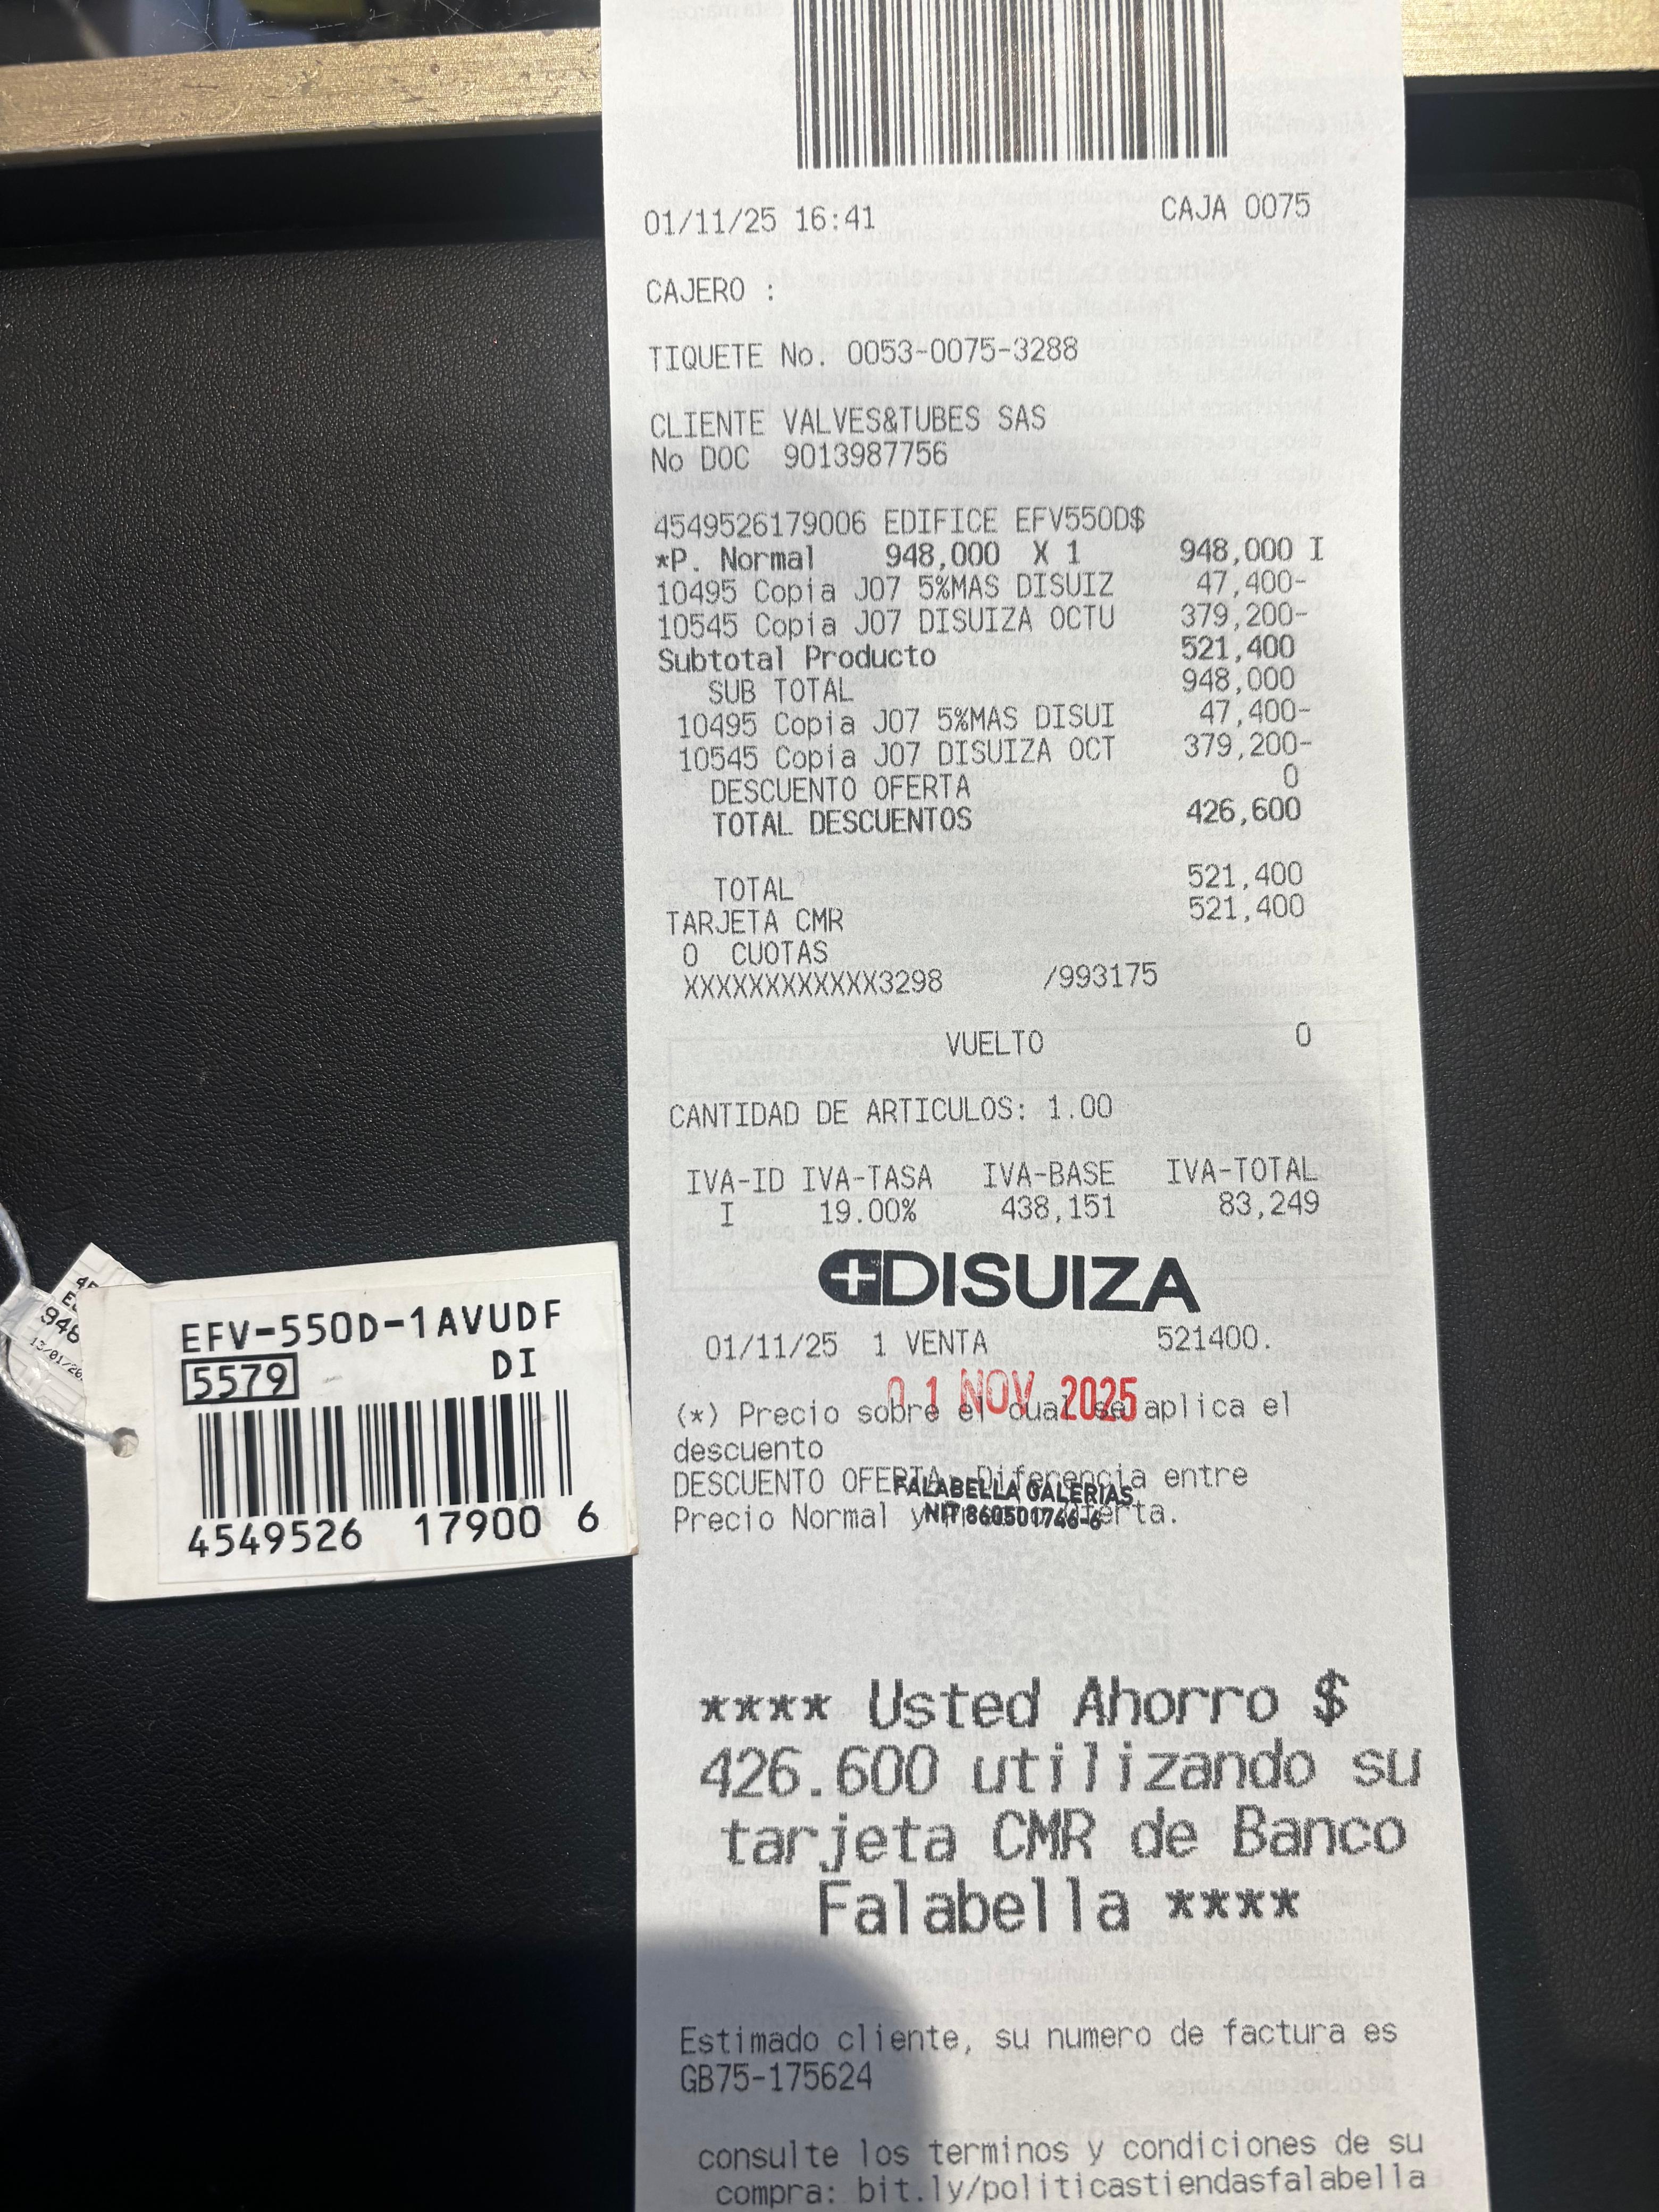 01/11/25 16:41 CAJA 0075
CAJERO :
TIQUETE No. 0053-0075-3288
CLIENTE VALVES&TUBES SAS
No DOC 9013987756
4549526179006 EDIFICE EFV550D$
*P. Normal 948,000 X 1 948,000 I
10495 Copia J07 5%MAS DISUIZ 47,400-
10545 Copia J07 DISUIZA OCTU 379,200-
Subtotal Producto 521,400
SUB TOTAL 948,000
10495 Copia J07 5%MAS DISUI 47,400-
10545 Copia J07 DISUIZA OCT 379,200-
DESCUENTO OFERTA 0
TOTAL DESCUENTOS 426,600
TOTAL 521,400
TARJETA CMR 521,400
0 CUOTAS
XXXXXXXXXXXX3298 /993175
VUELTO 0
CANTIDAD DE ARTICULOS: 1.00
IVA-ID IVA-TASA IVA-BASE IVA-TOTAL
I 19.00% 438,151 83,249
DISUIZA
01/11/25 1 VENTA 521400.
01 NOV 2025
(*) Precio sobre el cual se aplica el
descuento
DESCUENTO OFERTA: Diferencia entre
FALABELLA GALERIAS
Precio Normal y Oferta.
NIT 860501746-6
**** Usted Ahorro $
426.600 utilizando su
tarjeta CMR de Banco
Falabella ****
Estimado cliente, su numero de factura es
GB75-175624
consulte los terminos y condiciones de su
compra: bit.ly/politicastiendasfalabella
EFV-550D-1AVUDF
5579 DI
4549526 17900 6